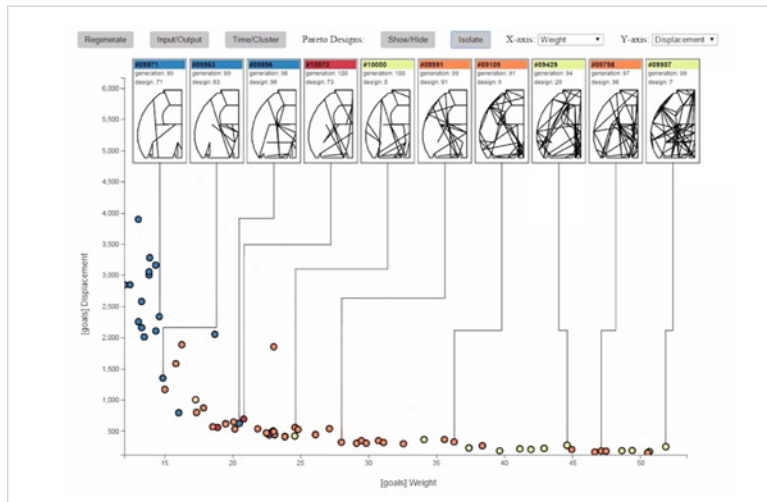 Regenerate Input/Output Time/Cluster Pareto Designs: Show/Hide Isolate X-axis: Weight Y-axis: Displacement
#09971 #09963 #09896 #10073 #10000 #09991 #09109 #09429 #09798 #09907
generation: 99 generation: 99 generation: 98 generation: 100 generation: 100 generation: 99 generation: 91 generation: 94 generation: 97 generation: 99
design: 71 design: 63 design: 96 design: 73 design: 0 design: 91 design: 9 design: 29 design: 98 design: 7
6,000
5,500
5,000
4,500
4,000
3,500
3,000
2,500
2,000
1,500
1,000
500
[goals] Displacement
15 20 25 30 35 40 45 50
[goals] Weight